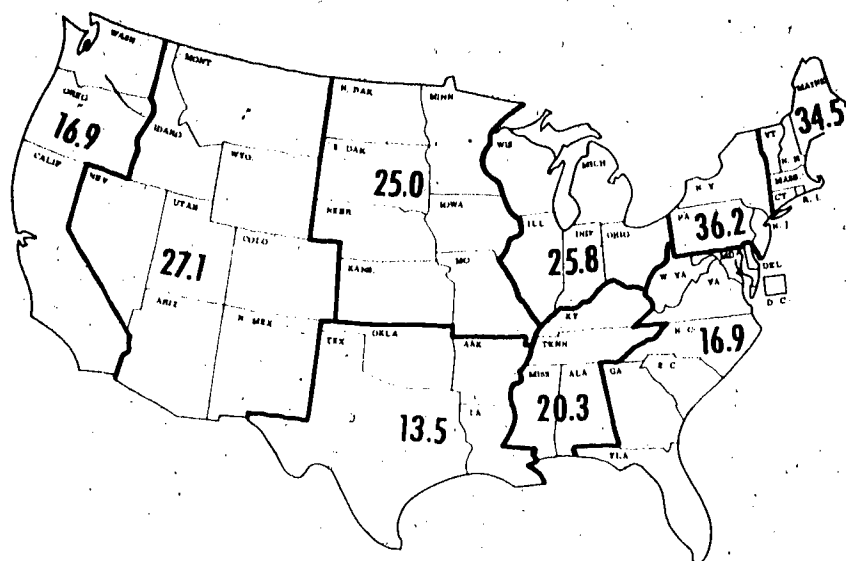 WASH
MONT
N. DAK
MINN
MAINE
OREG
34.5
16.9
VT
IDAHO
WIS
N. H
CALIF
WYO.
S. DAK
MICH
MASS
25.0
N. Y
CT
R. I.
NEV
UTAH
NEBR
IOWA
PA
36.2
N. J
ILL
IND
OHIO
COLO
25.8
MD
DEL
27.1
KANS
MO
W. VA
VA
D C
ARIZ
KY
N. MEX
TEX
OKLA
ARK
TENN
N. C.
16.9
MISS
ALA
GA
S C
20.3
LA
13.5
FLA